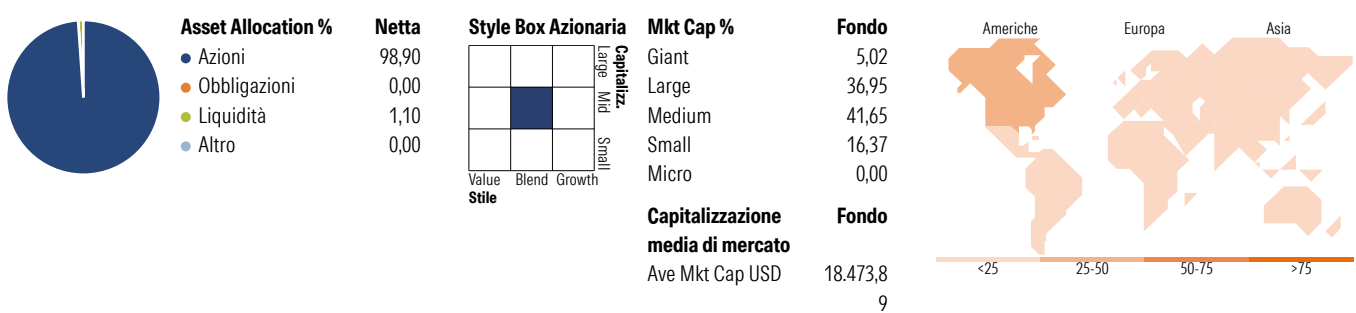 Asset Allocation % Netta
Azioni 98,90
Obbligazioni 0,00
Liquidità 1,10
Altro 0,00
Style Box Azionaria
Capitalizz.
Large Mid Small
Value Blend Growth
Stile
Mkt Cap % Fondo
Giant 5,02
Large 36,95
Medium 41,65
Small 16,37
Micro 0,00
Capitalizzazione Fondo
media di mercato
Ave Mkt Cap USD 18.473,8
9
Americhe Europa Asia
<25 25-50 50-75 >75